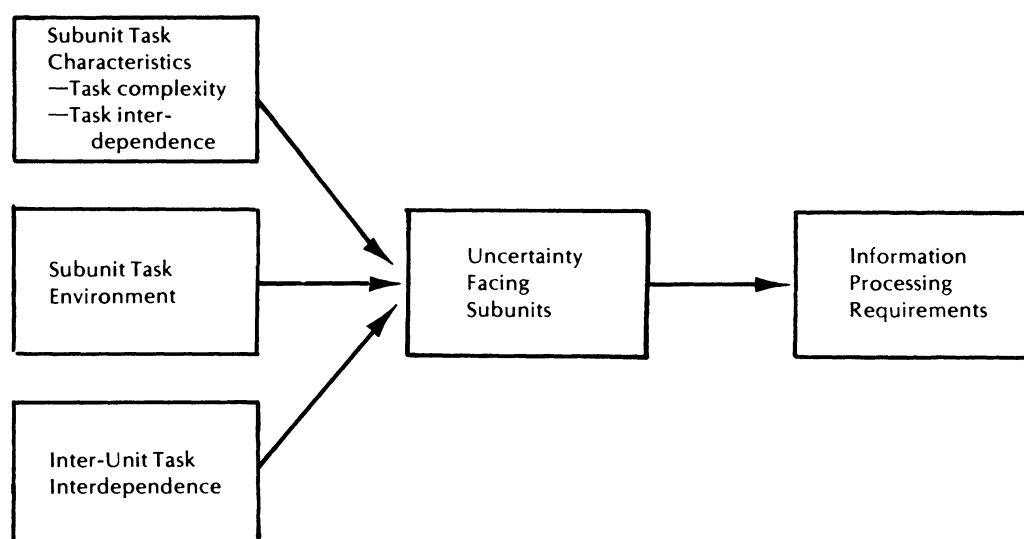 Subunit Task
Characteristics
—Task complexity
—Task inter-
dependence
Subunit Task
Environment
Inter-Unit Task
Interdependence
Uncertainty
Facing
Subunits
Information
Processing
Requirements